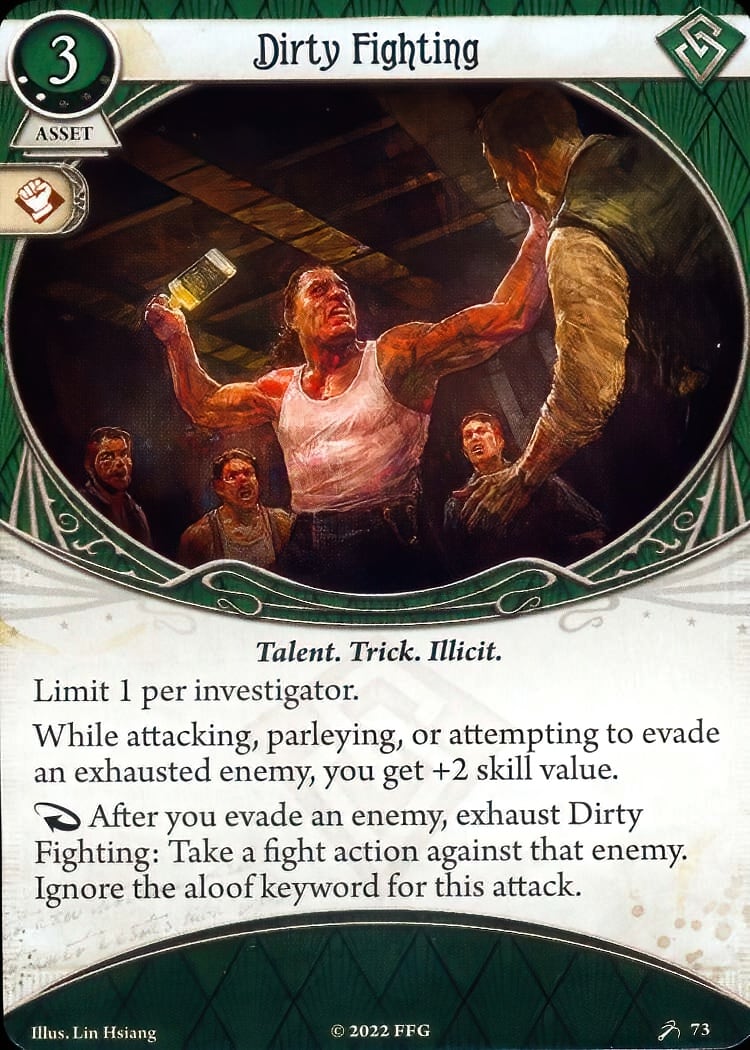 3
Dirty Fighting
ASSET
Talent. Trick. Illicit.
Limit 1 per investigator.
While attacking, parleying, or attempting to evade
an exhausted enemy, you get +2 skill value.
After you evade an enemy, exhaust Dirty
Fighting: Take a fight action against that enemy.
Ignore the aloof keyword for this attack.
Illus. Lin Hsiang
© 2022 FFG
73